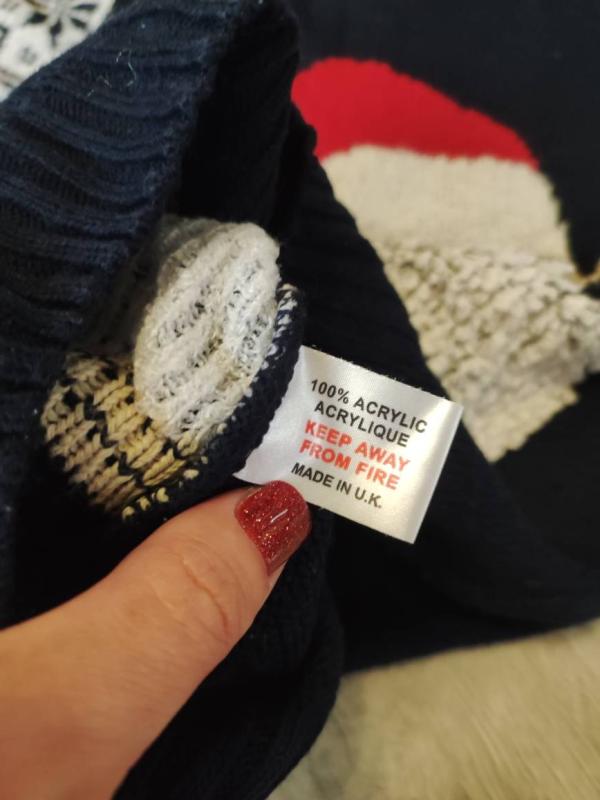 100% ACRYLIC
ACRYLIQUE
KEEP AWAY
FROM FIRE
MADE IN U.K.